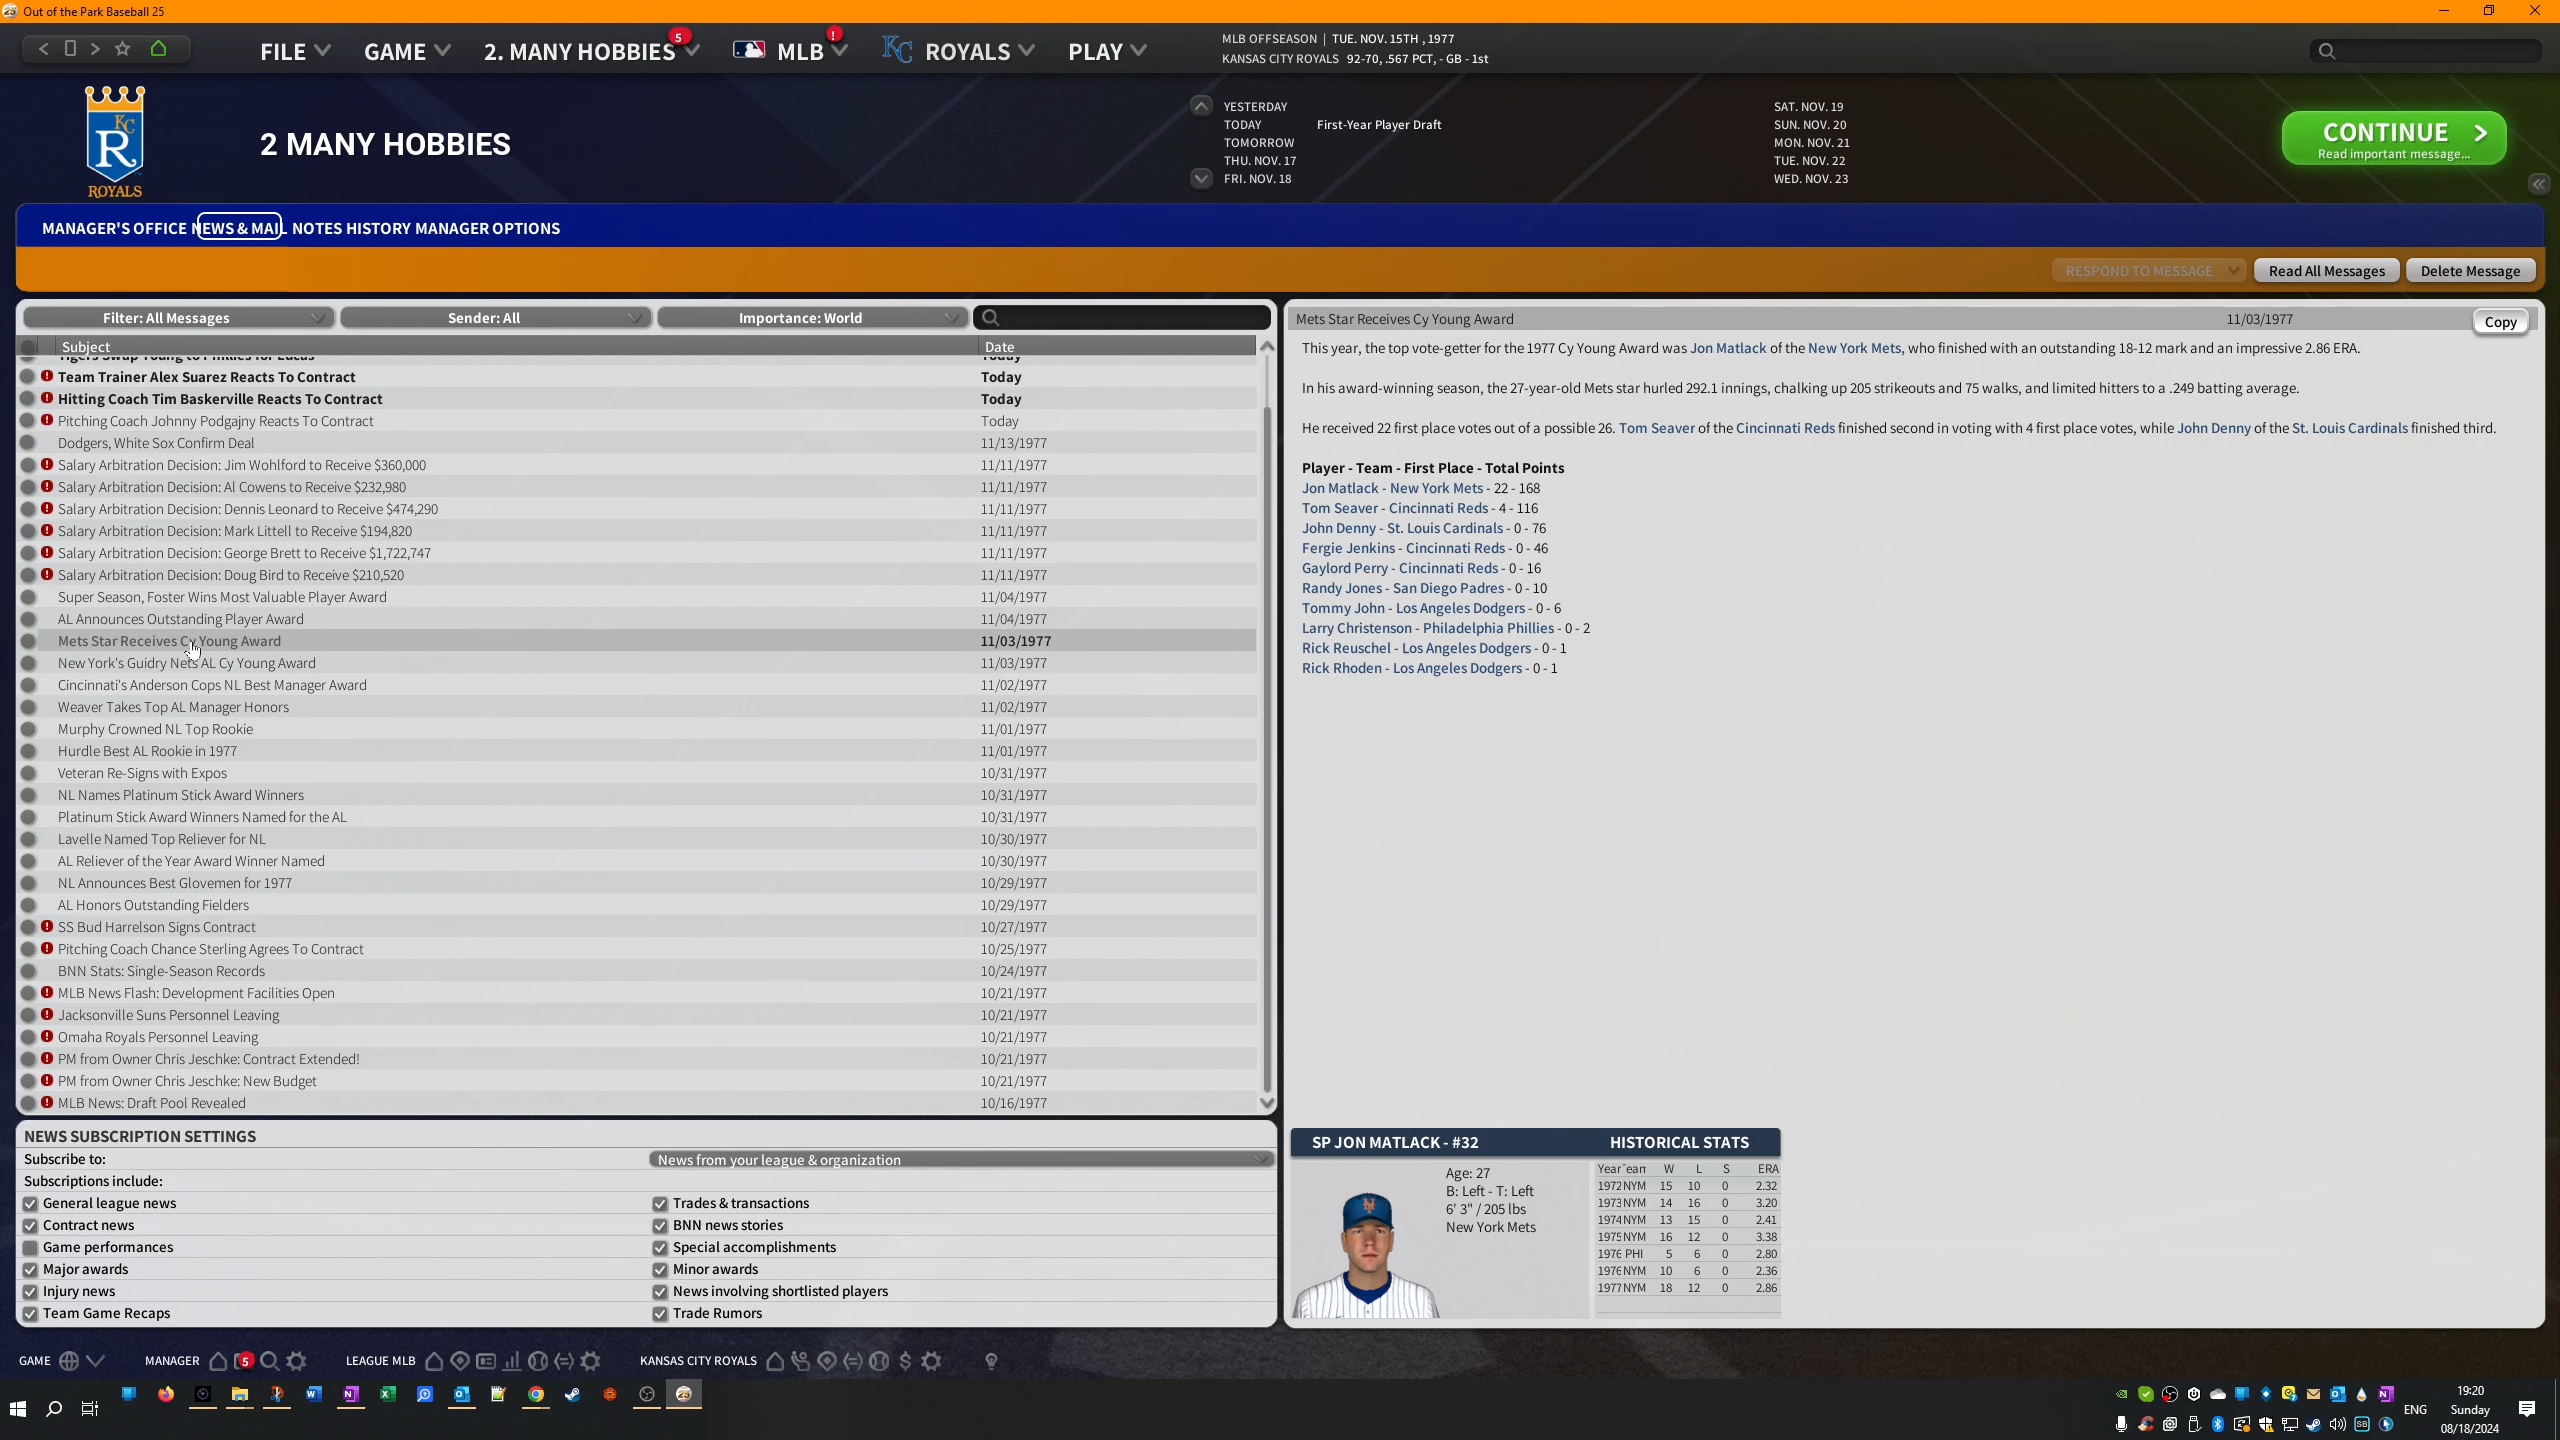 Out of the Park Baseball 25
FILE GAME 2. MANY HOBBIES 5 MLB ! ROYALS PLAY
MLB OFFSEASON | TUE. NOV. 15TH , 1977
KANSAS CITY ROYALS 92-70, .567 PCT, - GB - 1st
KC R ROYALS
2 MANY HOBBIES
YESTERDAY SAT. NOV. 19
TODAY First-Year Player Draft SUN. NOV. 20
TOMORROW MON. NOV. 21
THU. NOV. 17 TUE. NOV. 22
FRI. NOV. 18 WED. NOV. 23
CONTINUE
Read important message...
MANAGER'S OFFICE NEWS & MAIL NOTES HISTORY MANAGER OPTIONS
RESPOND TO MESSAGE Read All Messages Delete Message
Filter: All Messages Sender: All Importance: World
Subject Date
Tigers Swap Young to Phillies for Lucas Today
Team Trainer Alex Suarez Reacts To Contract Today
Hitting Coach Tim Baskerville Reacts To Contract Today
Pitching Coach Johnny Podgajny Reacts To Contract Today
Dodgers, White Sox Confirm Deal 11/13/1977
Salary Arbitration Decision: Jim Wohlford to Receive $360,000 11/11/1977
Salary Arbitration Decision: Al Cowens to Receive $232,980 11/11/1977
Salary Arbitration Decision: Dennis Leonard to Receive $474,290 11/11/1977
Salary Arbitration Decision: Mark Littell to Receive $194,820 11/11/1977
Salary Arbitration Decision: George Brett to Receive $1,722,747 11/11/1977
Salary Arbitration Decision: Doug Bird to Receive $210,520 11/11/1977
Super Season, Foster Wins Most Valuable Player Award 11/04/1977
AL Announces Outstanding Player Award 11/04/1977
Mets Star Receives Cy Young Award 11/03/1977
New York's Guidry Nets AL Cy Young Award 11/03/1977
Cincinnati's Anderson Cops NL Best Manager Award 11/02/1977
Weaver Takes Top AL Manager Honors 11/02/1977
Murphy Crowned NL Top Rookie 11/01/1977
Hurdle Best AL Rookie in 1977 11/01/1977
Veteran Re-Signs with Expos 10/31/1977
NL Names Platinum Stick Award Winners 10/31/1977
Platinum Stick Award Winners Named for the AL 10/31/1977
Lavelle Named Top Reliever for NL 10/30/1977
AL Reliever of the Year Award Winner Named 10/30/1977
NL Announces Best Glovemen for 1977 10/29/1977
AL Honors Outstanding Fielders 10/29/1977
SS Bud Harrelson Signs Contract 10/27/1977
Pitching Coach Chance Sterling Agrees To Contract 10/25/1977
BNN Stats: Single-Season Records 10/24/1977
MLB News Flash: Development Facilities Open 10/21/1977
Jacksonville Suns Personnel Leaving 10/21/1977
Omaha Royals Personnel Leaving 10/21/1977
PM from Owner Chris Jeschke: Contract Extended! 10/21/1977
PM from Owner Chris Jeschke: New Budget 10/21/1977
MLB News: Draft Pool Revealed 10/16/1977
NEWS SUBSCRIPTION SETTINGS
Subscribe to: News from your league & organization
Subscriptions include:
General league news Trades & transactions
Contract news BNN news stories
Game performances Special accomplishments
Major awards Minor awards
Injury news News involving shortlisted players
Team Game Recaps Trade Rumors
Mets Star Receives Cy Young Award 11/03/1977 Copy
This year, the top vote-getter for the 1977 Cy Young Award was Jon Matlack of the New York Mets, who finished with an outstanding 18-12 mark and an impressive 2.86 ERA.
In his award-winning season, the 27-year-old Mets star hurled 292.1 innings, chalking up 205 strikeouts and 75 walks, and limited hitters to a .249 batting average.
He received 22 first place votes out of a possible 26. Tom Seaver of the Cincinnati Reds finished second in voting with 4 first place votes, while John Denny of the St. Louis Cardinals finished third.
Player - Team - First Place - Total Points
Jon Matlack - New York Mets - 22 - 168
Tom Seaver - Cincinnati Reds - 4 - 116
John Denny - St. Louis Cardinals - 0 - 76
Fergie Jenkins - Cincinnati Reds - 0 - 46
Gaylord Perry - Cincinnati Reds - 0 - 16
Randy Jones - San Diego Padres - 0 - 10
Tommy John - Los Angeles Dodgers - 0 - 6
Larry Christenson - Philadelphia Phillies - 0 - 2
Rick Reuschel - Los Angeles Dodgers - 0 - 1
Rick Rhoden - Los Angeles Dodgers - 0 - 1
SP JON MATLACK - #32 HISTORICAL STATS
Age: 27
B: Left - T: Left
6' 3" / 205 lbs
New York Mets
Year Team W L S ERA
1972 NYM 15 10 0 2.32
1973 NYM 14 16 0 3.20
1974 NYM 13 15 0 2.41
1975 NYM 16 12 0 3.38
1976 PHI 5 6 0 2.80
1976 NYM 10 6 0 2.36
1977 NYM 18 12 0 2.86
GAME MANAGER 5 LEAGUE MLB KANSAS CITY ROYALS $
ENG 19:20
Sunday
08/18/2024